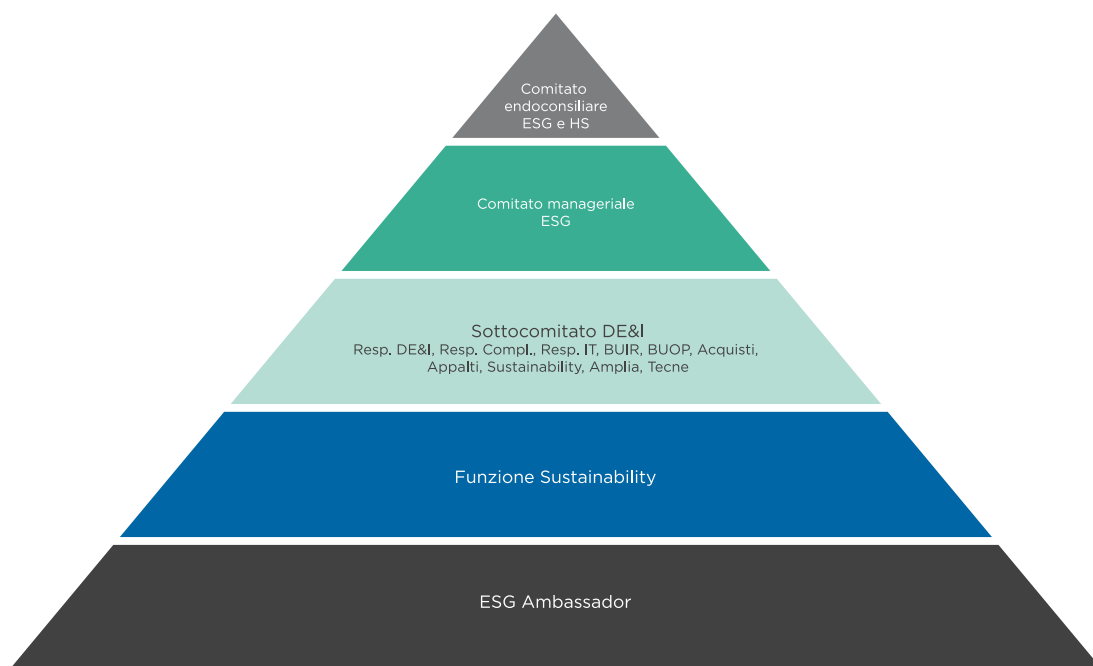 Comitato
endoconsiliare
ESG e HS
Comitato manageriale
ESG
Sottocomitato DE&I
Resp. DE&I, Resp. Compl., Resp. IT, BUIR, BUOP, Acquisti,
Appalti, Sustainability, Amplia, Tecne
Funzione Sustainability
ESG Ambassador